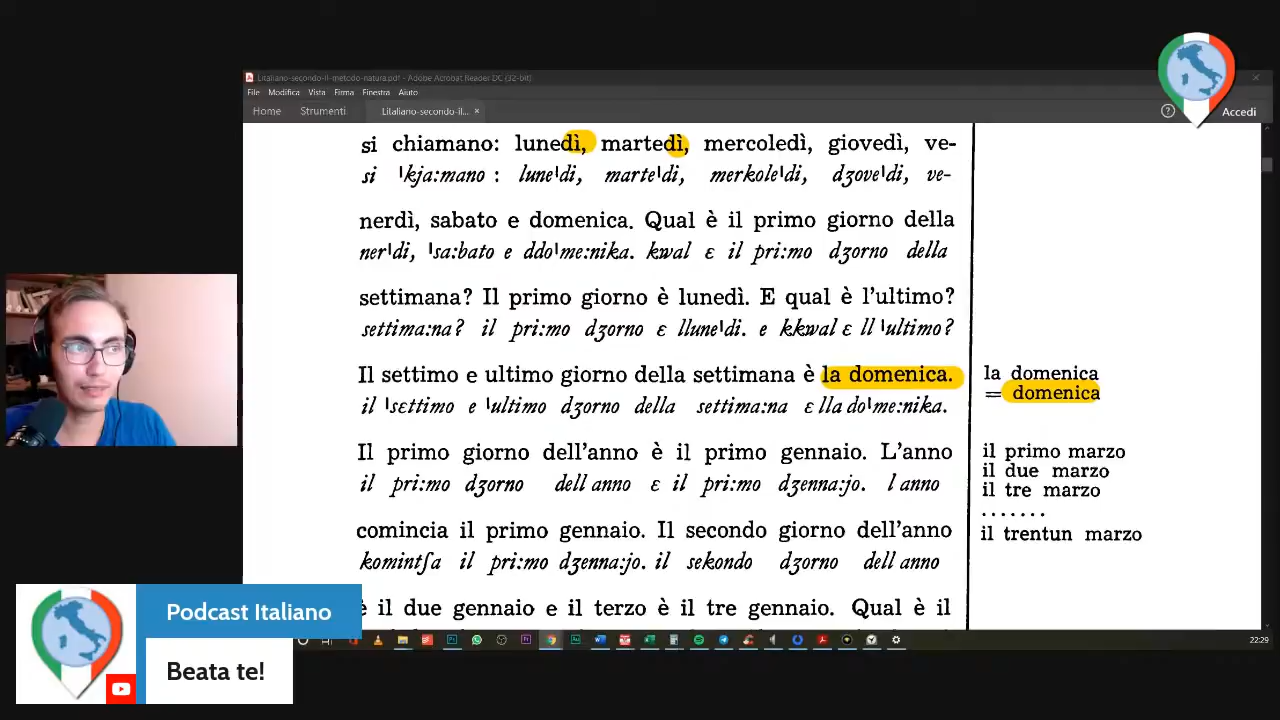 Litaliano-secondo-il-metodo-natura.pdf - Adobe Acrobat Reader DC (32-bit)
File Modifica Vista Firma Finestra Aiuto
Home Strumenti Litaliano-secondo-il... × Accedi
si chiamano: lunedì, martedì, mercoledì, giovedì, ve-
si ˈkja:mano : luneˈdi, marteˈdi, merkoleˈdi, dʒoveˈdi, ve-
nerdì, sabato e domenica. Qual è il primo giorno della
nerˈdi, ˈsa:bato e ddoˈme:nika. kwal ɛ il pri:mo dʒorno della
settimana? Il primo giorno è lunedì. E qual è l'ultimo?
settima:na? il pri:mo dʒorno ɛ lluneˈdi. e kkwal ɛ ll ˈultimo?
Il settimo e ultimo giorno della settimana è la domenica.
il ˈsɛttimo e ˈultimo dʒorno della settima:na ɛ lla doˈme:nika.
Il primo giorno dell'anno è il primo gennaio. L'anno
il pri:mo dʒorno dell anno ɛ il pri:mo dʒenna:jo. l anno
comincia il primo gennaio. Il secondo giorno dell'anno
komintʃa il pri:mo dʒenna:jo. il sekondo dʒorno dell anno
è il due gennaio e il terzo è il tre gennaio. Qual è il
la domenica
= domenica
il primo marzo
il due marzo
il tre marzo
.......
il trentun marzo
22:29
Podcast Italiano
Beata te!